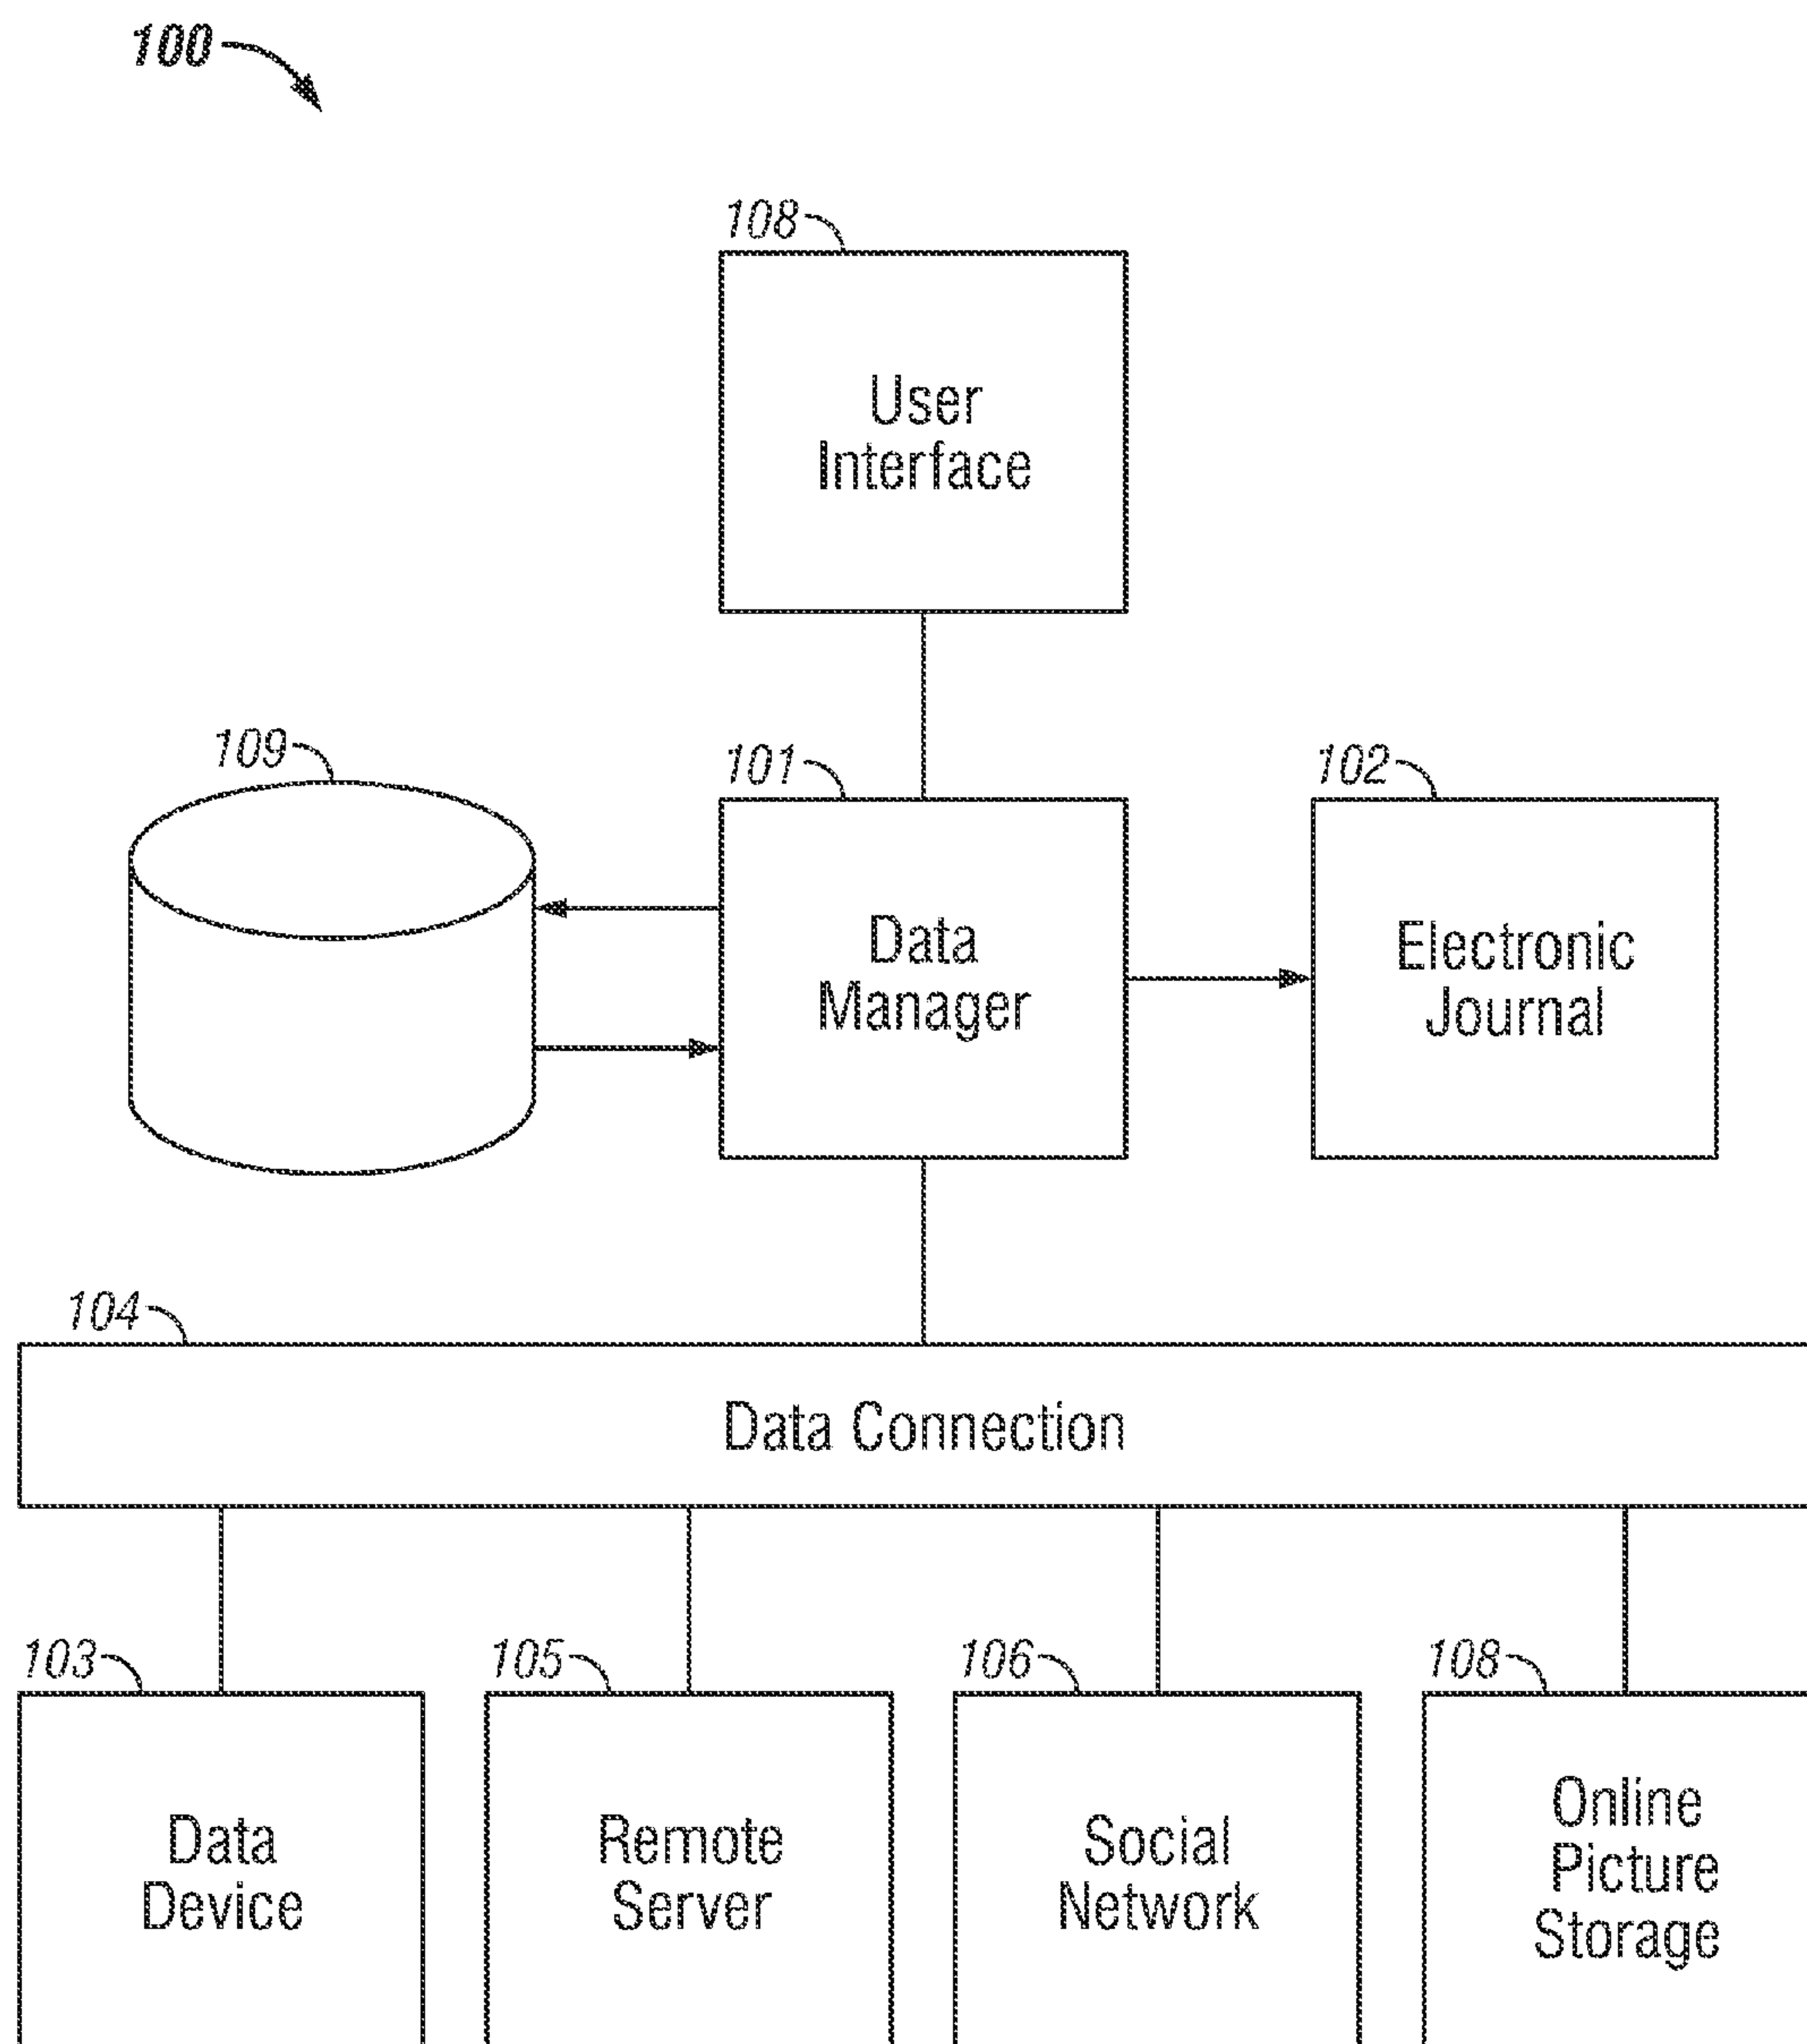 100
108
User
Interface
109
101
102
Data
Manager
Electronic
Journal
104
Data Connection
103
105
106
108
Data
Device
Remote
Server
Social
Network
Online
Picture
Storage